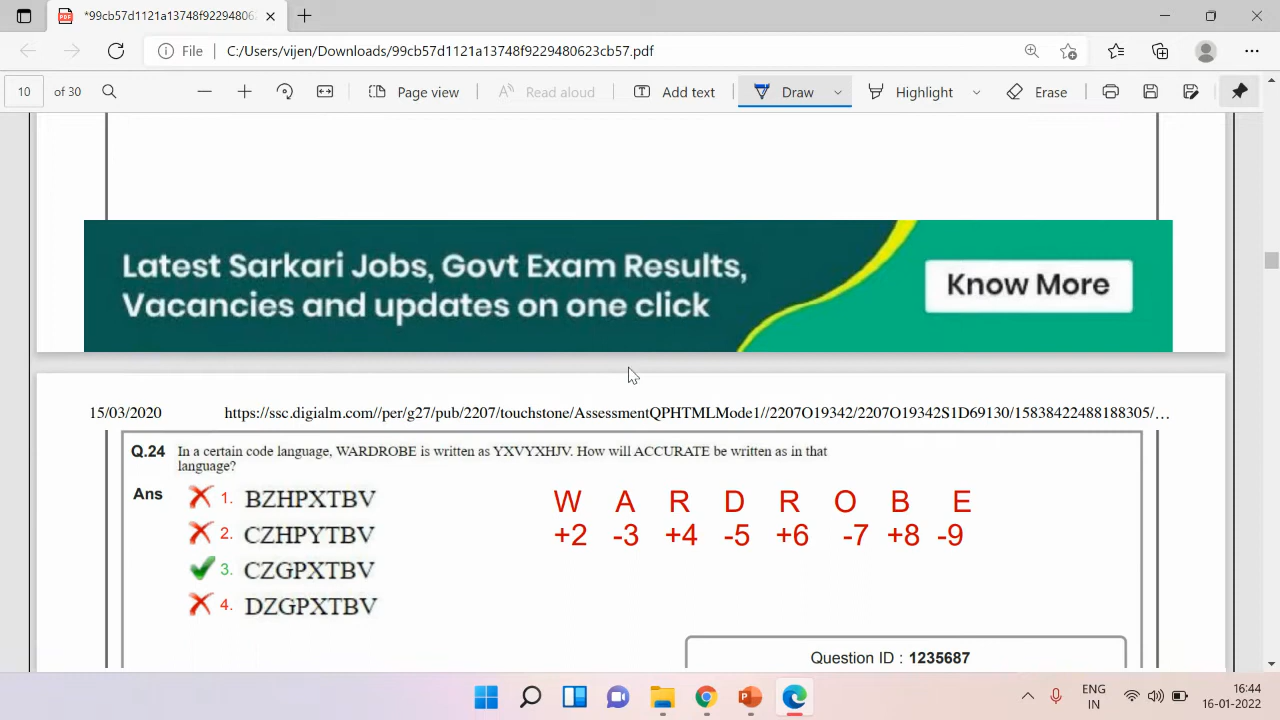 *99cb57d1121a13748f9229480623
File C:/Users/vijen/Downloads/99cb57d1121a13748f9229480623cb57.pdf
10 of 30 Page view Read aloud Add text Draw Highlight Erase
Latest Sarkari Jobs, Govt Exam Results,
Vacancies and updates on one click
Know More
15/03/2020 https://ssc.digialm.com//per/g27/pub/2207/touchstone/AssessmentQPHTMLMode1//2207O19342/2207O19342S1D69130/15838422488188305/…
Q.24 In a certain code language, WARDROBE is written as YXVYXHJV. How will ACCURATE be written as in that
language?
Ans 1. BZHPXTBV
2. CZHPYTBV
3. CZGPXTBV
4. DZGPXTBV
W A R D R O B E
+2 -3 +4 -5 +6 -7 +8 -9
Question ID : 1235687
ENG
IN
16:44
16-01-2022